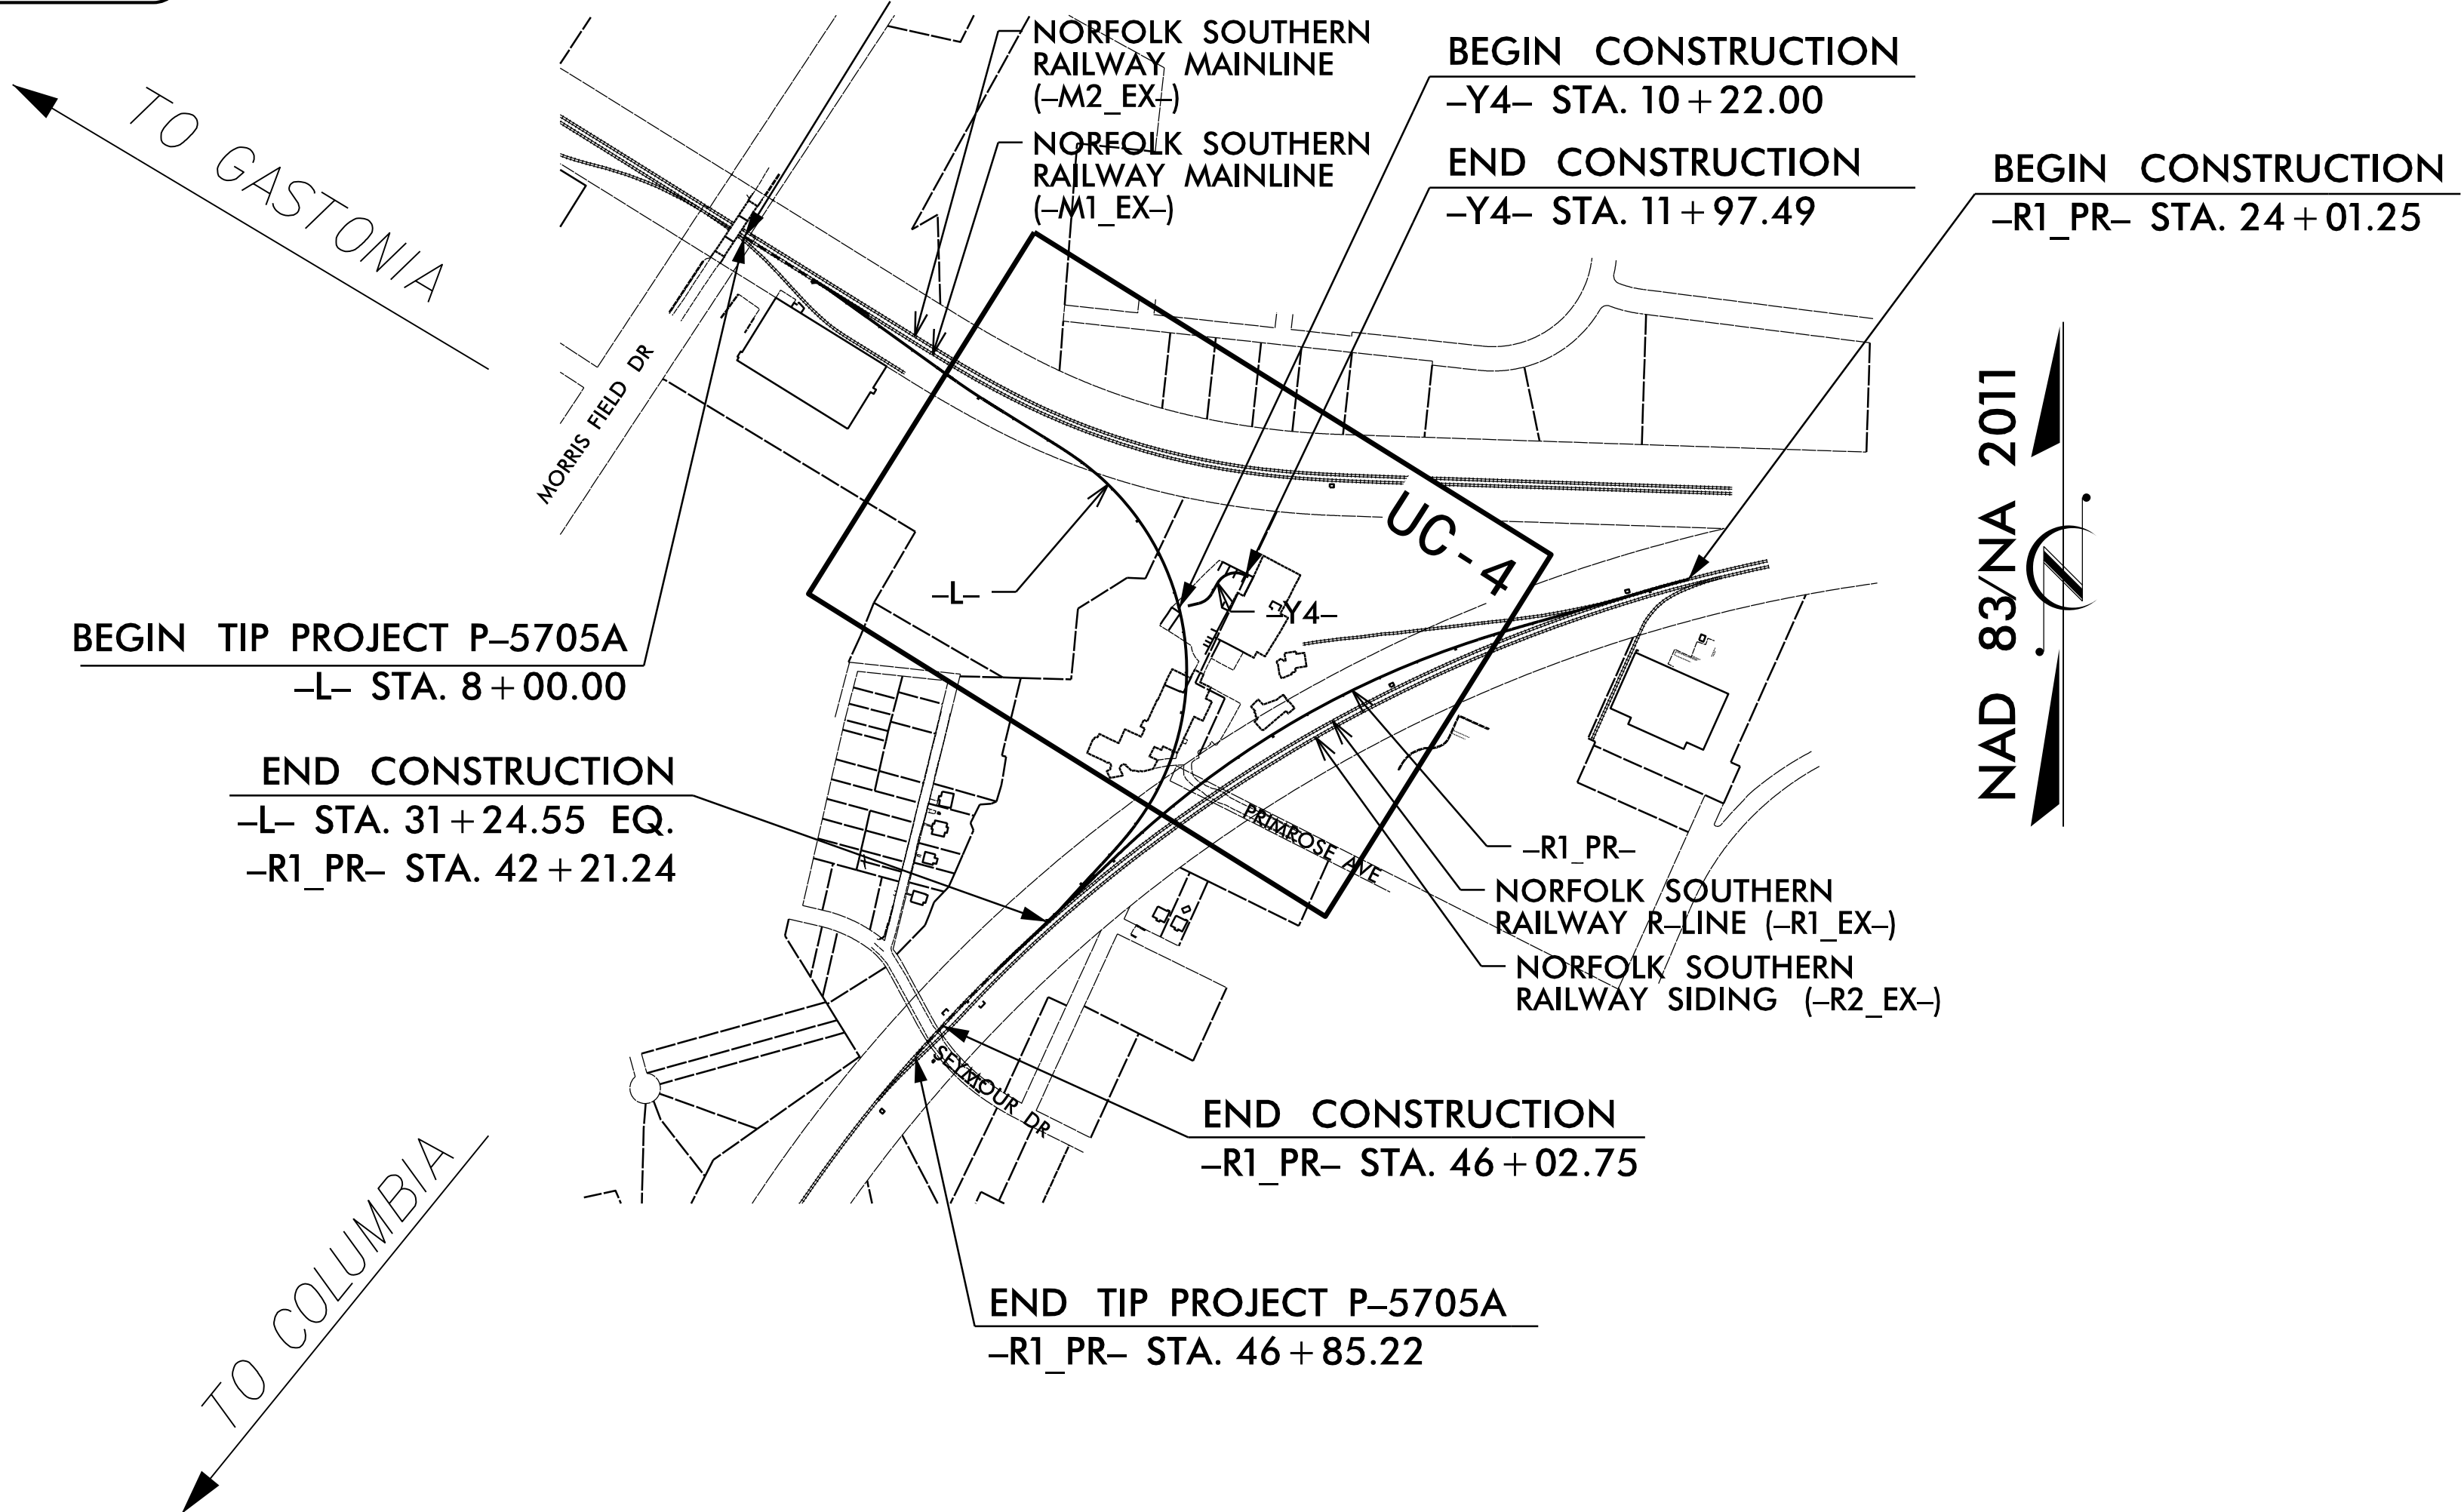 NORFOLK SOUTHERN
RAILWAY MAINLINE
(–M2_EX–)
NORFOLK SOUTHERN
RAILWAY MAINLINE
(–M1_EX–)
BEGIN CONSTRUCTION
–Y4– STA. 10+22.00
END CONSTRUCTION
–Y4– STA. 11+97.49
BEGIN CONSTRUCTION
–R1_PR– STA. 24+01.25
TO GASTONIA
MORRIS FIELD DR
NAD 83/NA 2011
UC-4
–L–
–Y4–
BEGIN TIP PROJECT P–5705A
–L– STA. 8+00.00
END CONSTRUCTION
–L– STA. 31+24.55 EQ.
–R1_PR– STA. 42+21.24
PRIMROSE AVE
–R1_PR–
NORFOLK SOUTHERN
RAILWAY R–LINE (–R1_EX–)
NORFOLK SOUTHERN
RAILWAY SIDING (–R2_EX–)
SEYMOUR DR
END CONSTRUCTION
–R1_PR– STA. 46+02.75
TO COLUMBIA
END TIP PROJECT P–5705A
–R1_PR– STA. 46+85.22